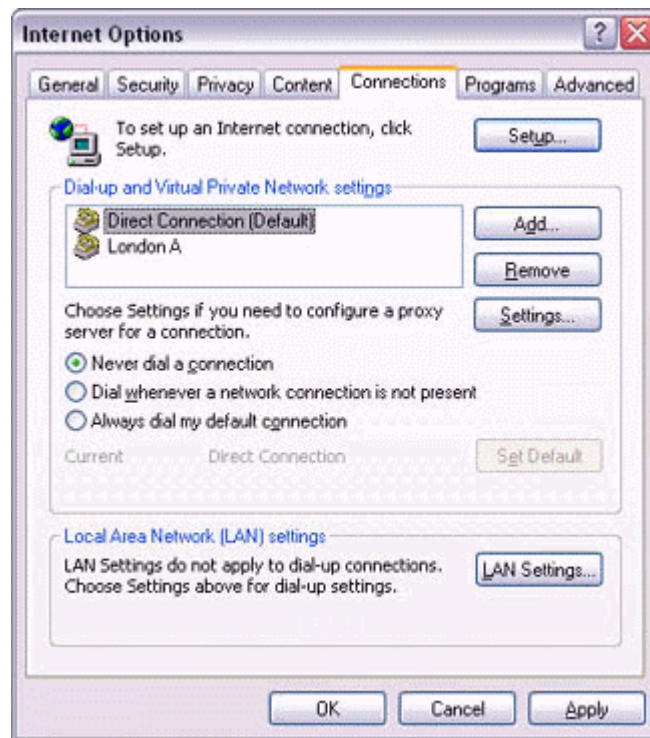 Internet Options
?
General Security Privacy Content Connections Programs Advanced
To set up an Internet connection, click
Setup.
Setup...
Dial-up and Virtual Private Network settings
Direct Connection (Default)
London A
Add...
Remove
Choose Settings if you need to configure a proxy
server for a connection.
Settings...
Never dial a connection
Dial whenever a network connection is not present
Always dial my default connection
Current Direct Connection Set Default
Local Area Network (LAN) settings
LAN Settings do not apply to dial-up connections.
Choose Settings above for dial-up settings.
LAN Settings...
OK Cancel Apply